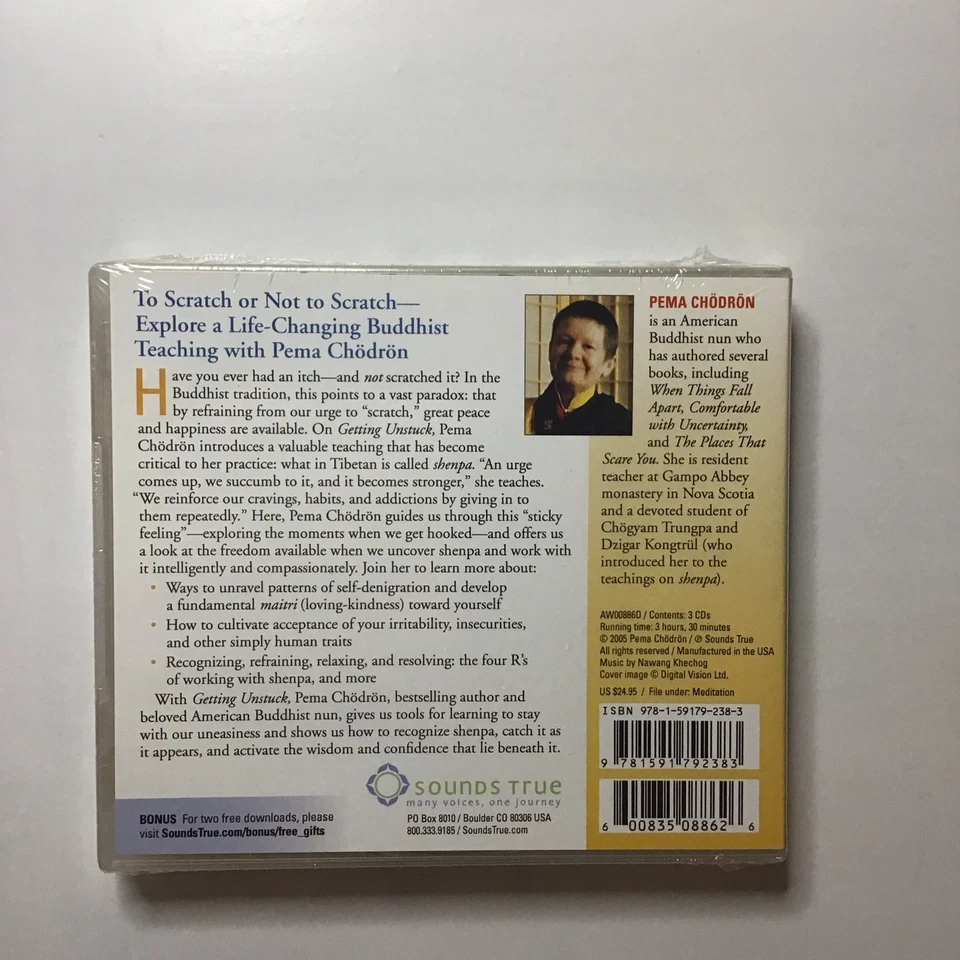 To Scratch or Not to Scratch—
Explore a Life-Changing Buddhist
Teaching with Pema Chödrön
Have you ever had an itch—and not scratched it? In the
Buddhist tradition, this points to a vast paradox: that
by refraining from our urge to “scratch,” great peace
and happiness are available. On Getting Unstuck, Pema
Chödrön introduces a valuable teaching that has become
critical to her practice: what in Tibetan is called shenpa. “An urge
comes up, we succumb to it, and it becomes stronger,” she teaches.
“We reinforce our cravings, habits, and addictions by giving in to
them repeatedly.” Here, Pema Chödrön guides us through this “sticky
feeling”—exploring the moments when we get hooked—and offers us
a look at the freedom available when we uncover shenpa and work with
it intelligently and compassionately. Join her to learn more about:
• Ways to unravel patterns of self-denigration and develop
a fundamental maitri (loving-kindness) toward yourself
• How to cultivate acceptance of your irritability, insecurities,
and other simply human traits
• Recognizing, refraining, relaxing, and resolving: the four R’s
of working with shenpa, and more
With Getting Unstuck, Pema Chödrön, bestselling author and
beloved American Buddhist nun, gives us tools for learning to stay
with our uneasiness and shows us how to recognize shenpa, catch it as
it appears, and activate the wisdom and confidence that lie beneath it.
BONUS For two free downloads, please
visit SoundsTrue.com/bonus/free_gifts
sounds true
many voices, one journey
PO Box 8010 / Boulder CO 80306 USA
800.333.9185 / SoundsTrue.com
PEMA CHÖDRÖN
is an American
Buddhist nun who
has authored several
books, including
When Things Fall
Apart, Comfortable
with Uncertainty,
and The Places That
Scare You. She is resident
teacher at Gampo Abbey
monastery in Nova Scotia
and a devoted student of
Chögyam Trungpa and
Dzigar Kongtrül (who
introduced her to the
teachings on shenpa).
AW00886D / Contents: 3 CDs
Running time: 3 hours, 30 minutes
© 2005 Pema Chödrön / ℗ Sounds True
All rights reserved / Manufactured in the USA
Music by Nawang Khechog
Cover image © Digital Vision Ltd.
US $24.95 / File under: Meditation
ISBN 978-1-59179-238-3
9 781591 792383
6 00835 08862 6